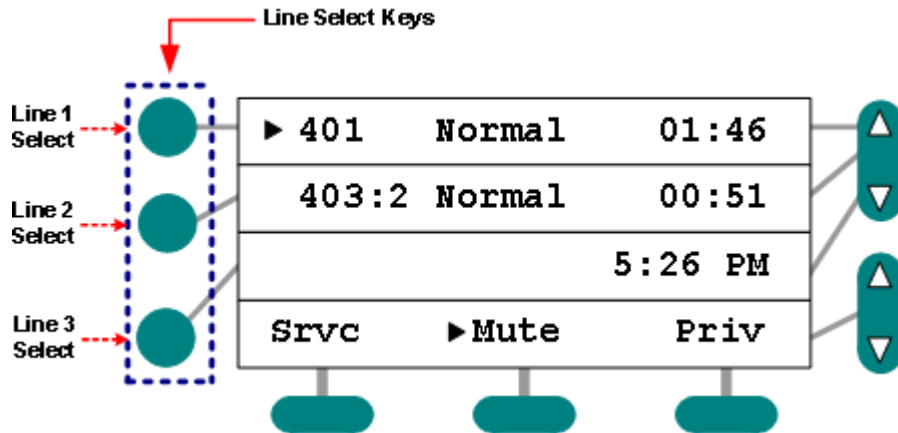 Line Select Keys
Line 1
Select
▶ 401 Normal 01:46
Line 2
Select
403:2 Normal 00:51
5:26 PM
Line 3
Select
Srvc ▶Mute Priv